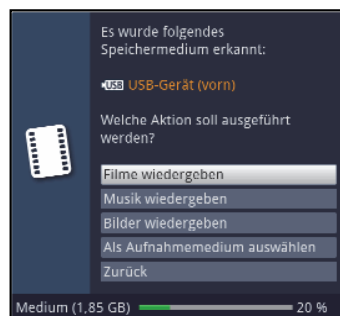 Es wurde folgendes
Speichermedium erkannt:
USB USB-Gerät (vorn)
Welche Aktion soll ausgeführt
werden?
Filme wiedergeben
Musik wiedergeben
Bilder wiedergeben
Als Aufnahmemedium auswählen
Zurück
Medium (1,85 GB) 20 %